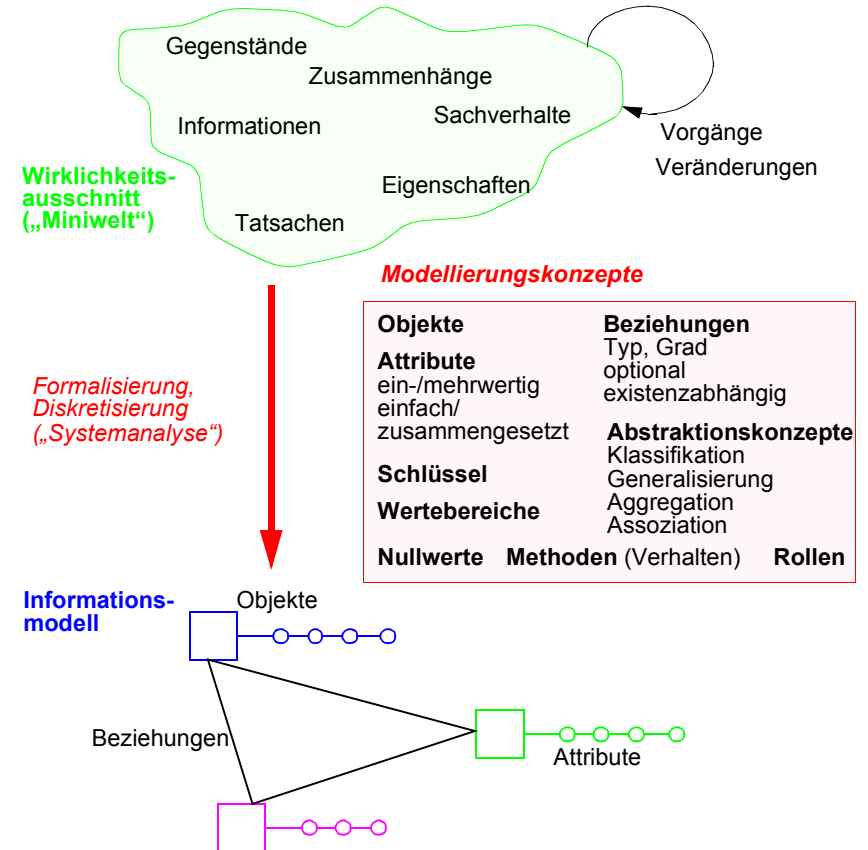 Gegenstände
Zusammenhänge
Informationen
Sachverhalte
Vorgänge
Veränderungen
Eigenschaften
Tatsachen
Wirklichkeits-
ausschnitt
(„Miniwelt“)
Modellierungskonzepte
Objekte
Attribute
ein-/mehrwertig
einfach/
zusammengesetzt
Schlüssel
Wertebereiche
Beziehungen
Typ, Grad
optional
existenzabhängig
Abstraktionskonzepte
Klassifikation
Generalisierung
Aggregation
Assoziation
Nullwerte Methoden (Verhalten) Rollen
Formalisierung,
Diskretisierung
(„Systemanalyse“)
Informations-
modell
Objekte
Beziehungen
Attribute